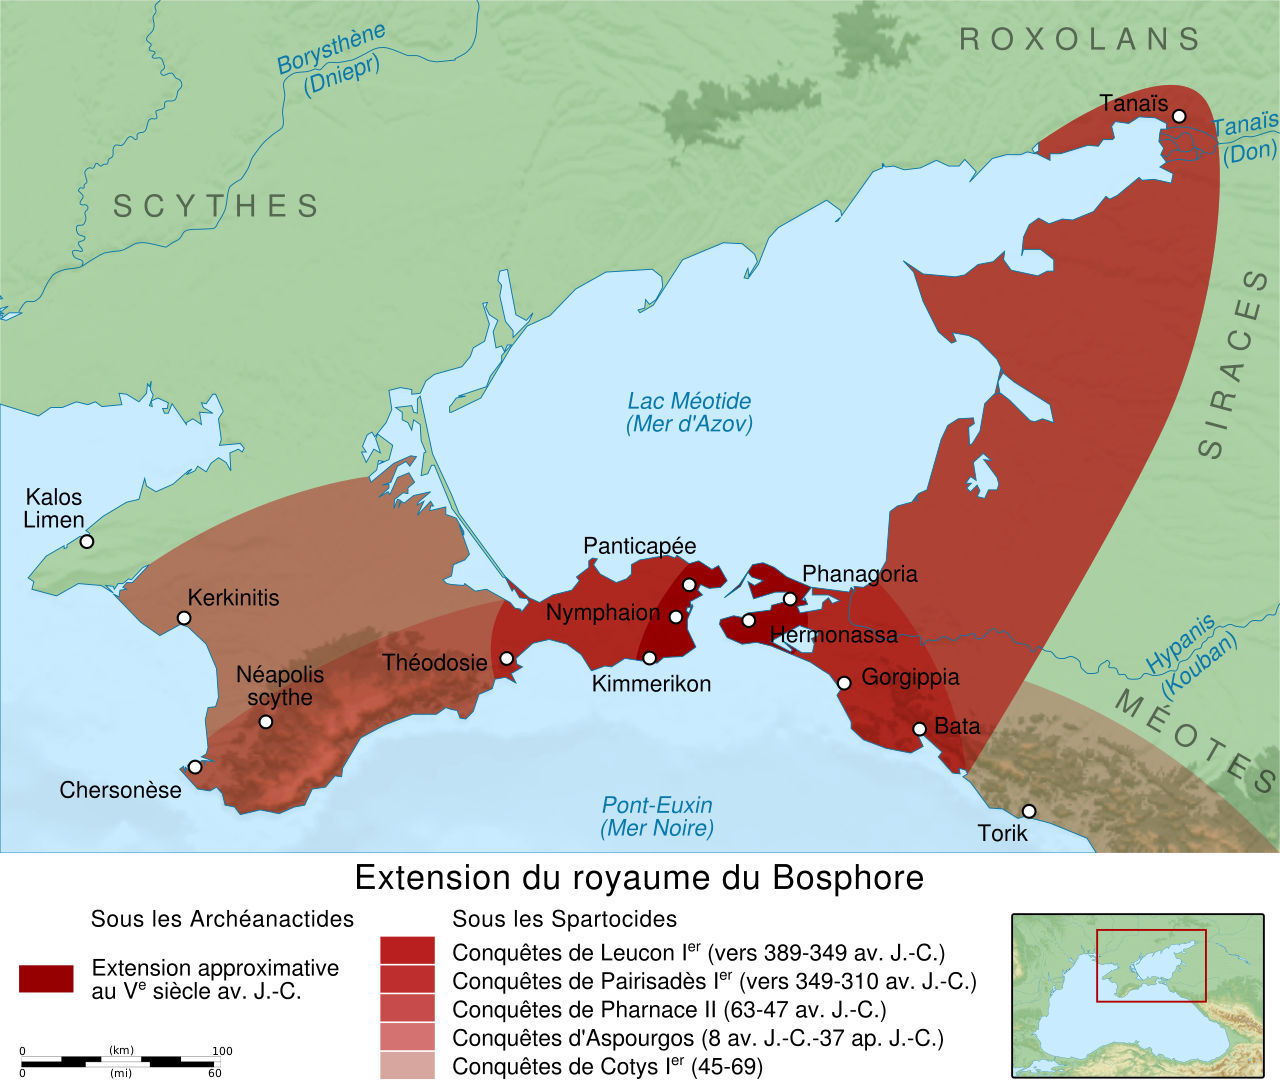 ROXOLANS
Borysthène
(Dniepr)
Tanaïs
Tanaïs
(Don)
SCYTHES
SIRACES
Lac Méotide
(Mer d'Azov)
Kalos
Limen
Panticapée
Phanagoria
Kerkinitis
Nymphaion
Hermonassa
Hypanis
(Kouban)
Théodosie
Néapolis
scythe
Kimmerikon
Gorgippia
MÉOTES
Bata
Chersonèse
Pont-Euxin
(Mer Noire)
Torik
Extension du royaume du Bosphore
Sous les Archéanactides
Extension approximative
au Ve siècle av. J.-C.
0 (km) 100
0 (mi) 60
Sous les Spartocides
Conquêtes de Leucon Ier (vers 389-349 av. J.-C.)
Conquêtes de Pairisadès Ier (vers 349-310 av. J.-C.)
Conquêtes de Pharnace II (63-47 av. J.-C.)
Conquêtes d'Aspourgos (8 av. J.-C.-37 ap. J.-C.)
Conquêtes de Cotys Ier (45-69)